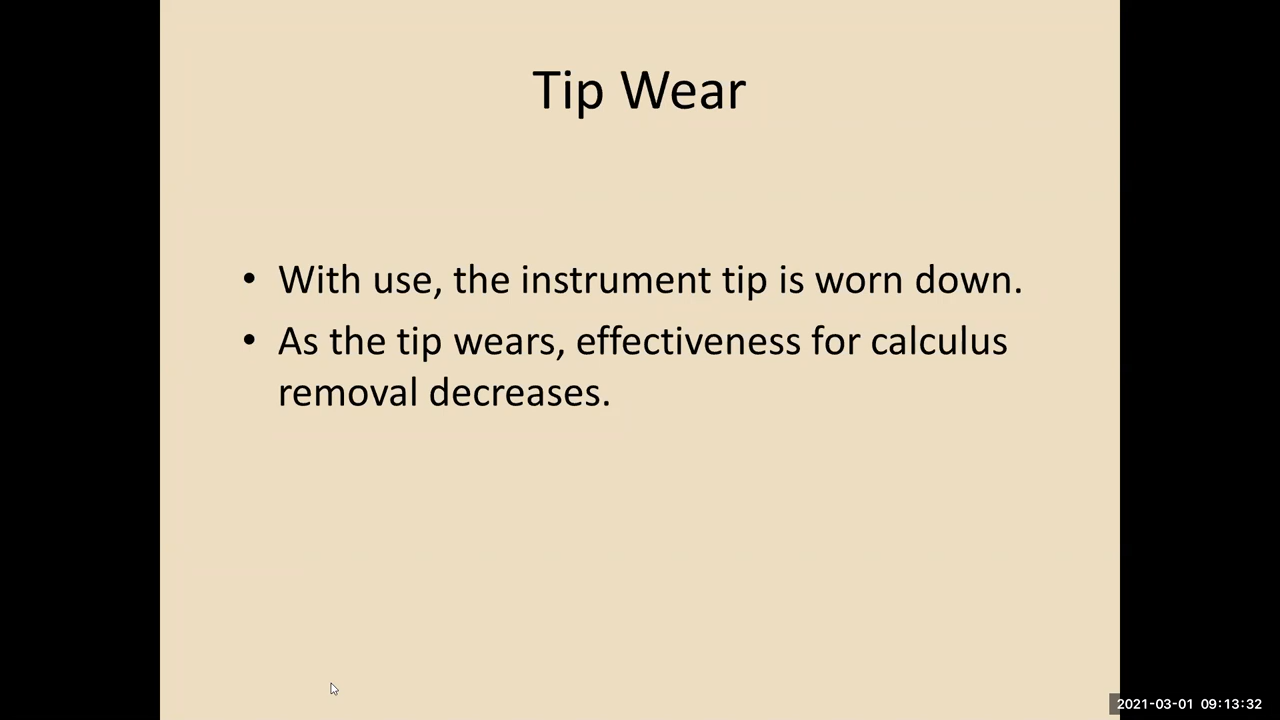 Tip Wear
• With use, the instrument tip is worn down.
• As the tip wears, effectiveness for calculus
removal decreases.
2021-03-01 09:13:32